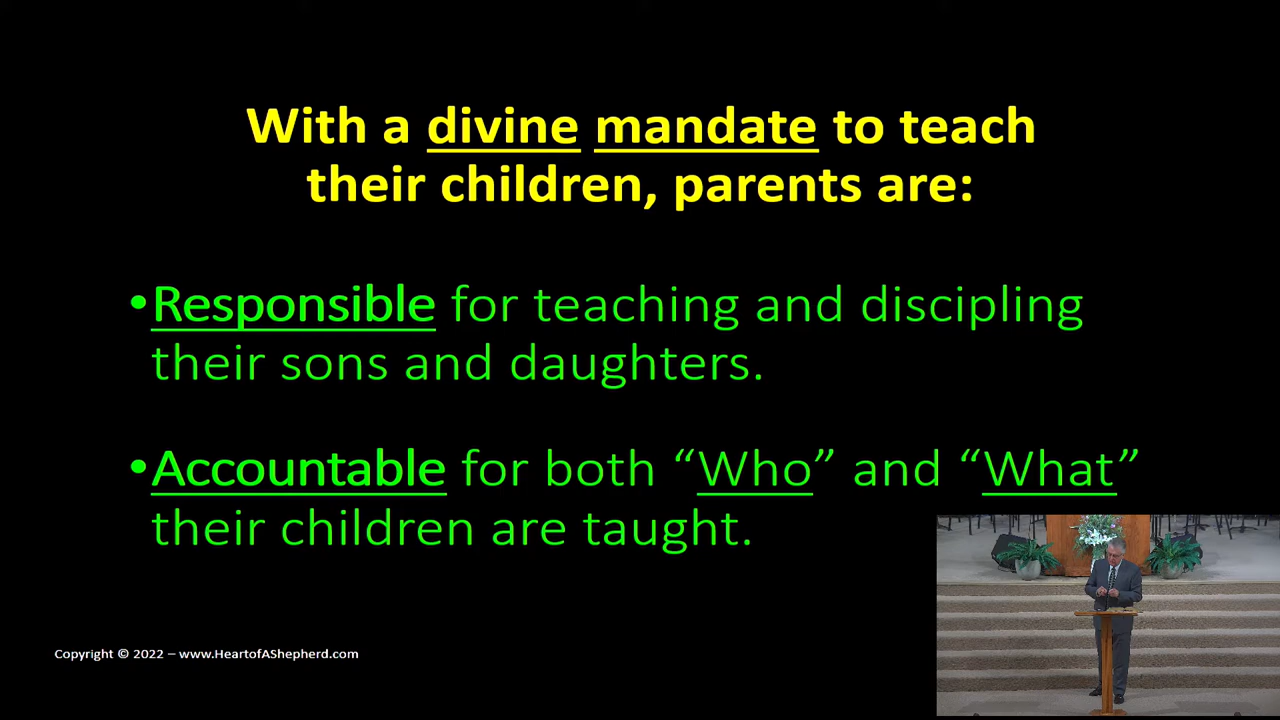 With a divine mandate to teach
their children, parents are:
•Responsible for teaching and discipling
their sons and daughters.
•Accountable for both “Who” and “What”
their children are taught.
Copyright © 2022 – www.HeartofAShepherd.com